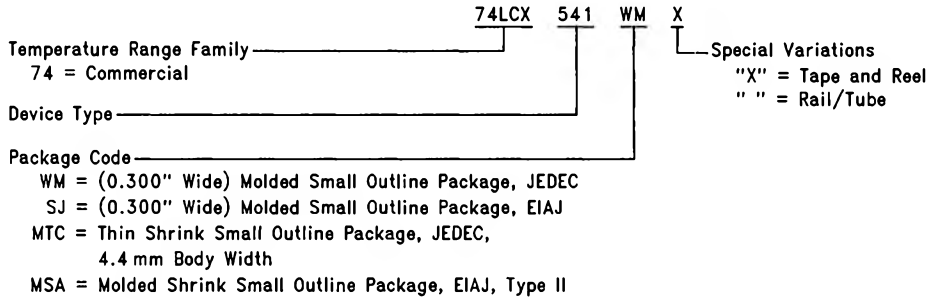 74LCX 541 WM X
Temperature Range Family
74 = Commercial
Device Type
Package Code
WM = (0.300" Wide) Molded Small Outline Package, JEDEC
SJ = (0.300" Wide) Molded Small Outline Package, EIAJ
MTC = Thin Shrink Small Outline Package, JEDEC,
4.4 mm Body Width
MSA = Molded Shrink Small Outline Package, EIAJ, Type II
Special Variations
"X" = Tape and Reel
" " = Rail/Tube